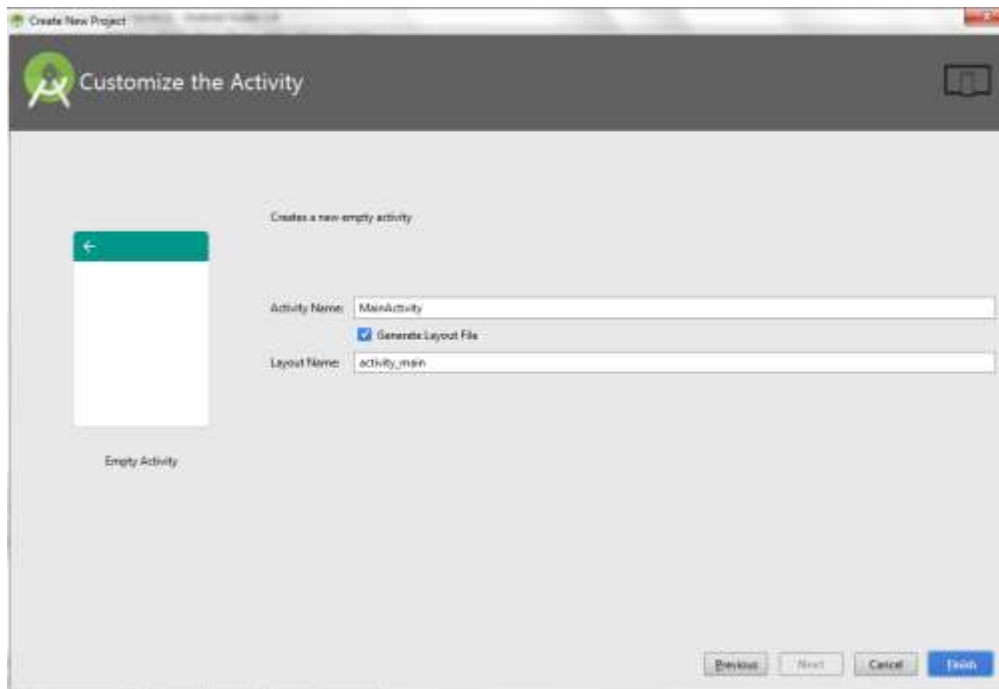 Create New Project
Customize the Activity
Creates a new empty activity
Activity Name: MainActivity
Generate Layout File
Layout Name: activity_main
Empty Activity
Previous Next Cancel Finish